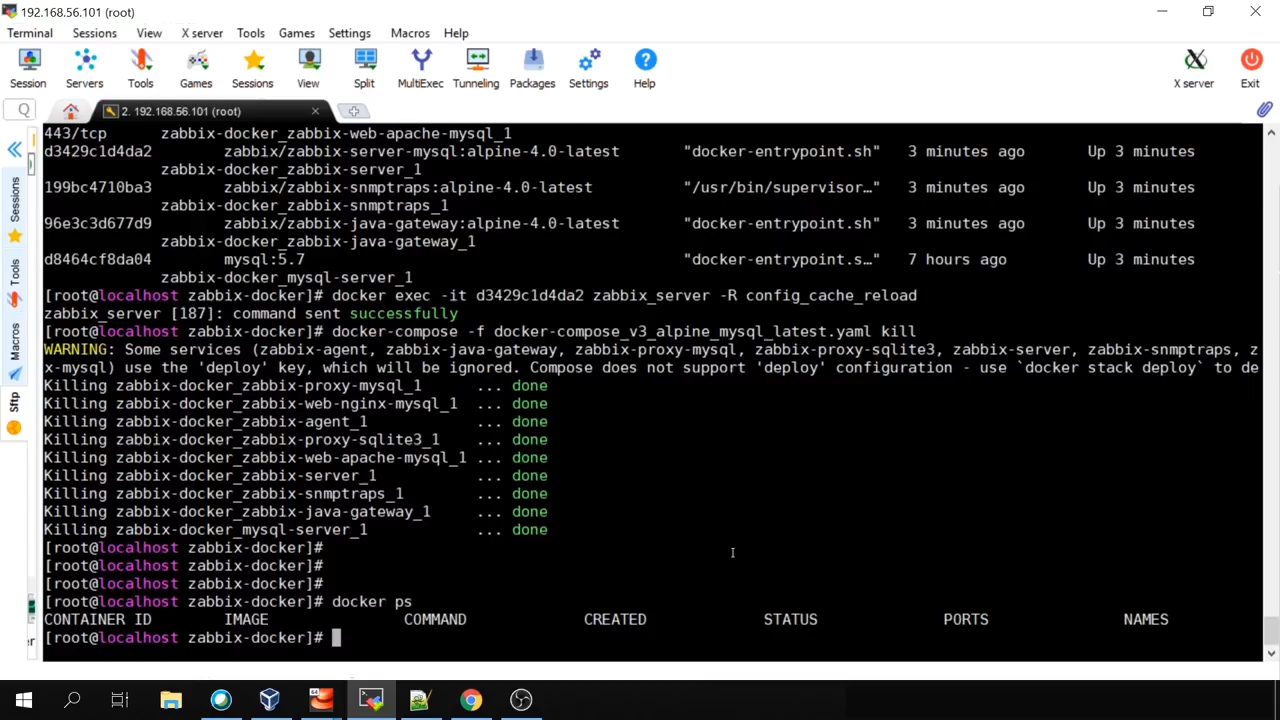 192.168.56.101 (root)
Terminal Sessions View X server Tools Games Settings Macros Help
Session Servers Tools Games Sessions View Split MultiExec Tunneling Packages Settings Help X server Exit
2. 192.168.56.101 (root)
Sessions
Tools
Macros
Sftp
443/tcp zabbix-docker_zabbix-web-apache-mysql_1
d3429c1d4da2 zabbix/zabbix-server-mysql:alpine-4.0-latest "docker-entrypoint.sh" 3 minutes ago Up 3 minutes
zabbix-docker_zabbix-server_1
199bc4710ba3 zabbix/zabbix-snmptraps:alpine-4.0-latest "/usr/bin/supervisor…" 3 minutes ago Up 3 minutes
zabbix-docker_zabbix-snmptraps_1
96e3c3d677d9 zabbix/zabbix-java-gateway:alpine-4.0-latest "docker-entrypoint.sh" 3 minutes ago Up 3 minutes
zabbix-docker_zabbix-java-gateway_1
d8464cf8da04 mysql:5.7 "docker-entrypoint.s…" 7 hours ago Up 3 minutes
zabbix-docker_mysql-server_1
[root@localhost zabbix-docker]# docker exec -it d3429c1d4da2 zabbix_server -R config_cache_reload
zabbix_server [187]: command sent successfully
[root@localhost zabbix-docker]# docker-compose -f docker-compose_v3_alpine_mysql_latest.yaml kill
WARNING: Some services (zabbix-agent, zabbix-java-gateway, zabbix-proxy-mysql, zabbix-proxy-sqlite3, zabbix-server, zabbix-snmptraps, z
x-mysql) use the 'deploy' key, which will be ignored. Compose does not support 'deploy' configuration - use `docker stack deploy` to de
Killing zabbix-docker_zabbix-proxy-mysql_1 ... done
Killing zabbix-docker_zabbix-web-nginx-mysql_1 ... done
Killing zabbix-docker_zabbix-agent_1 ... done
Killing zabbix-docker_zabbix-proxy-sqlite3_1 ... done
Killing zabbix-docker_zabbix-web-apache-mysql_1 ... done
Killing zabbix-docker_zabbix-server_1 ... done
Killing zabbix-docker_zabbix-snmptraps_1 ... done
Killing zabbix-docker_zabbix-java-gateway_1 ... done
Killing zabbix-docker_mysql-server_1 ... done
[root@localhost zabbix-docker]#
[root@localhost zabbix-docker]#
[root@localhost zabbix-docker]#
[root@localhost zabbix-docker]# docker ps
CONTAINER ID IMAGE COMMAND CREATED STATUS PORTS NAMES
[root@localhost zabbix-docker]#